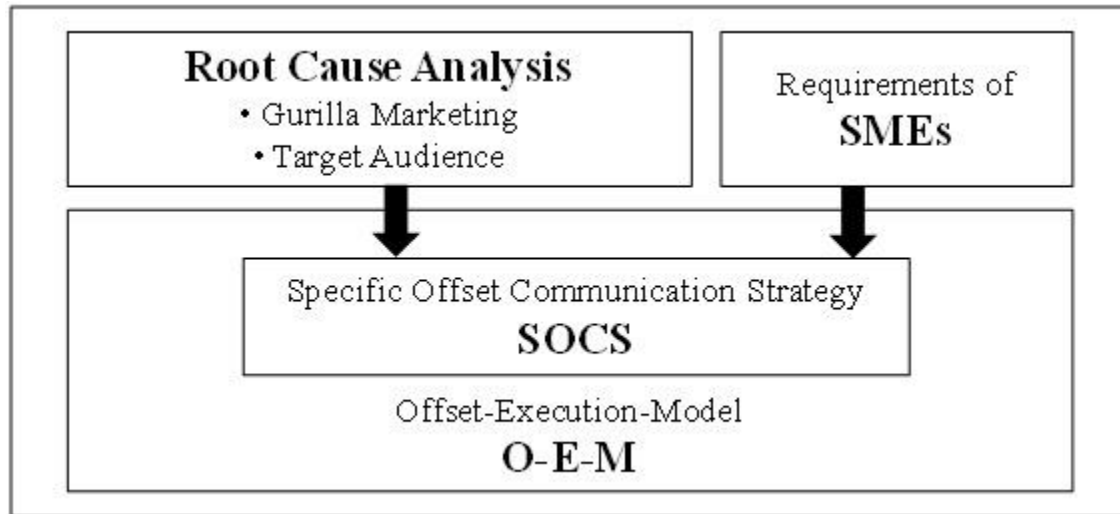 Root Cause Analysis
• Gurilla Marketing
• Target Audience
Requirements of
SMEs
Specific Offset Communication Strategy
SOCS
Offset-Execution-Model
O-E-M